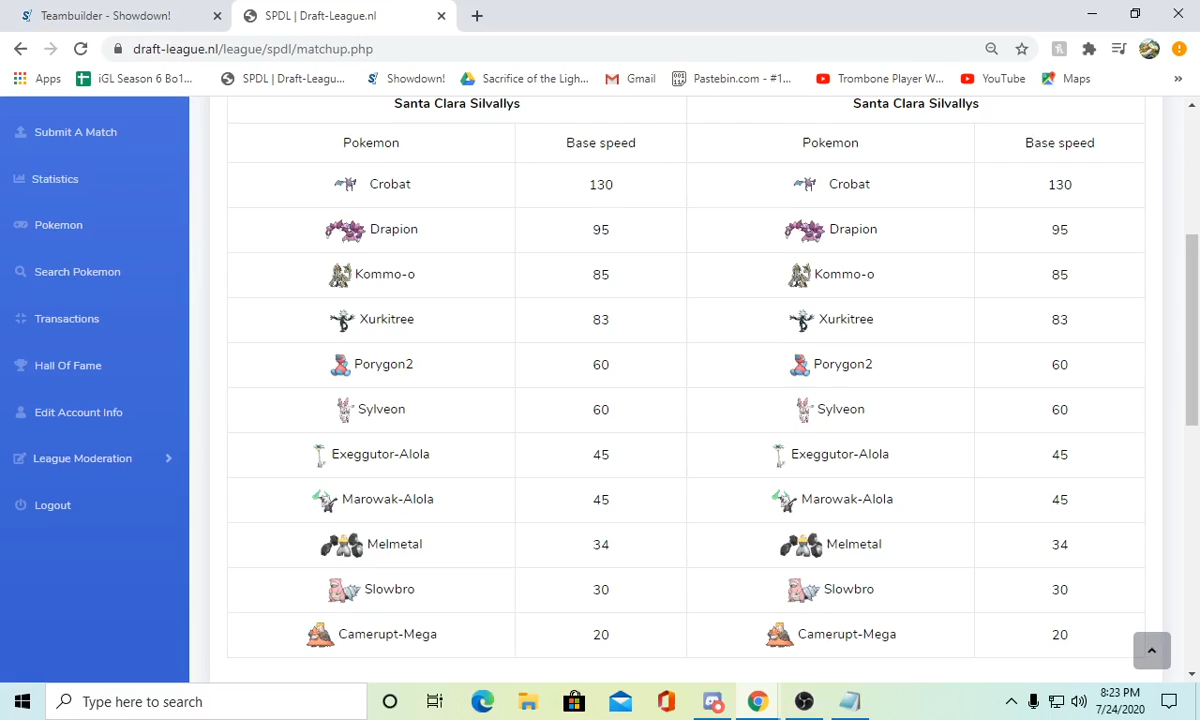 Teambuilder - Showdown!
SPDL | Draft-League.nl
draft-league.nl/league/spdl/matchup.php
Apps
iGL Season 6 Bo1...
SPDL | Draft-Leagu...
Showdown!
Sacrifice of the Ligh...
Gmail
Pastebin.com - #1...
Trombone Player W...
YouTube
Maps
»
Submit A Match
Statistics
Pokemon
Search Pokemon
Transactions
Hall Of Fame
Edit Account Info
League Moderation
Logout
Santa Clara Silvallys Santa Clara Silvallys
Pokemon Base speed Pokemon Base speed
Crobat 130 Crobat 130
Drapion 95 Drapion 95
Kommo-o 85 Kommo-o 85
Xurkitree 83 Xurkitree 83
Porygon2 60 Porygon2 60
Sylveon 60 Sylveon 60
Exeggutor-Alola 45 Exeggutor-Alola 45
Marowak-Alola 45 Marowak-Alola 45
Melmetal 34 Melmetal 34
Slowbro 30 Slowbro 30
Camerupt-Mega 20 Camerupt-Mega 20
Type here to search
8:23 PM
7/24/2020